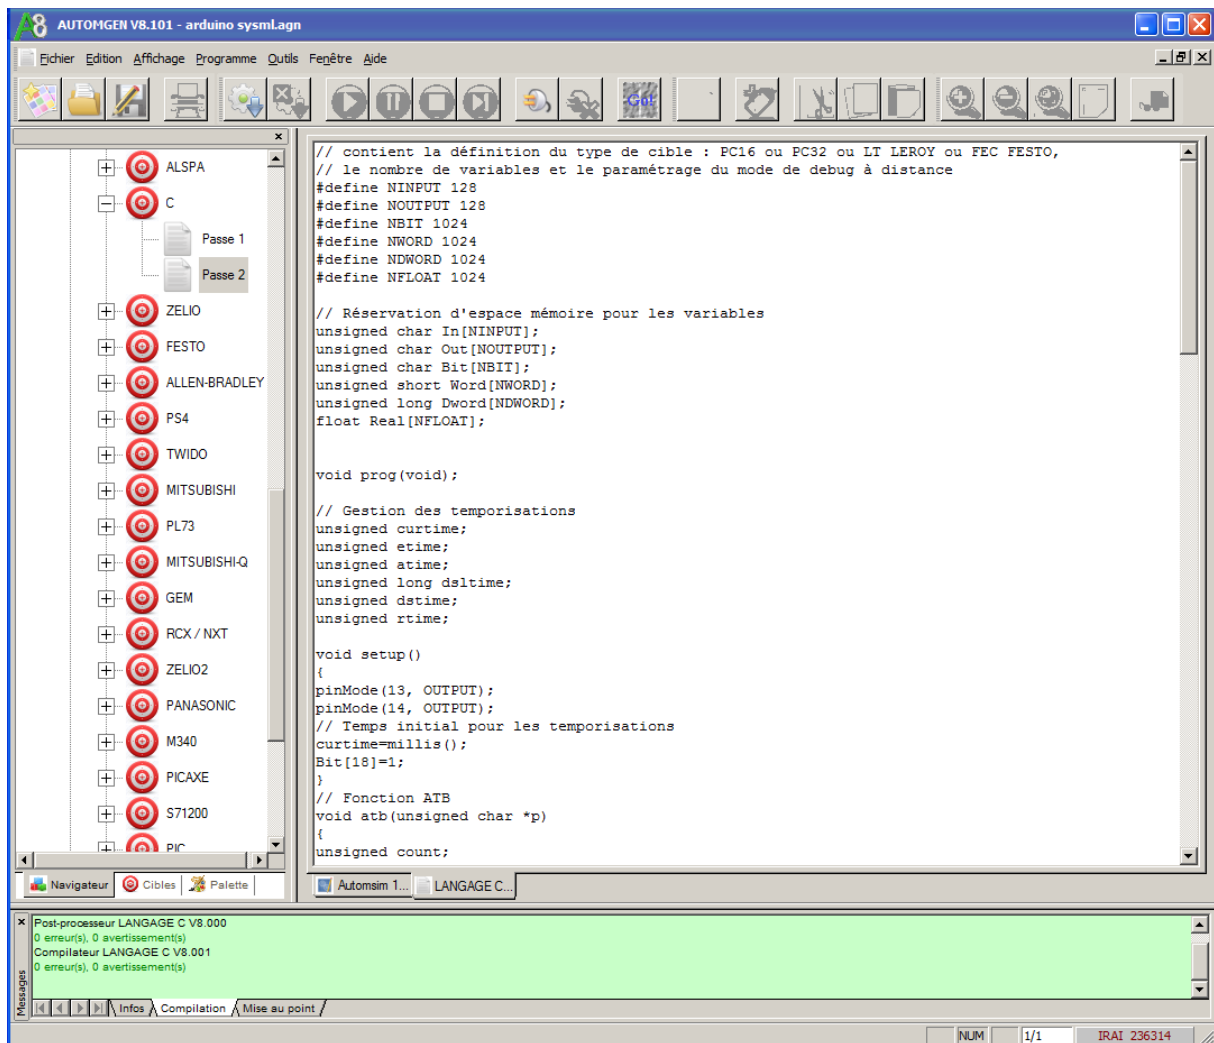 AUTOMGEN V8.101 - arduino sysml.agn
Fichier Edition Affichage Programme Outils Fenêtre Aide
Go!
ALSPA
C
Passe 1
Passe 2
ZELIO
FESTO
ALLEN-BRADLEY
PS4
TWIDO
MITSUBISHI
PL73
MITSUBISHI-Q
GEM
RCX / NXT
ZELIO2
PANASONIC
M340
PICAXE
S71200
PIC
Navigateur Cibles Palette
// contient la définition du type de cible : PC16 ou PC32 ou LT LEROY ou FEC FESTO,
// le nombre de variables et le paramétrage du mode de debug à distance
#define NINPUT 128
#define NOUTPUT 128
#define NBIT 1024
#define NWORD 1024
#define NDWORD 1024
#define NFLOAT 1024
// Réservation d'espace mémoire pour les variables
unsigned char In[NINPUT];
unsigned char Out[NOUTPUT];
unsigned char Bit[NBIT];
unsigned short Word[NWORD];
unsigned long Dword[NDWORD];
float Real[NFLOAT];
void prog(void);
// Gestion des temporisations
unsigned curtime;
unsigned etime;
unsigned atime;
unsigned long dsltime;
unsigned dstime;
unsigned rtime;
void setup()
{
pinMode(13, OUTPUT);
pinMode(14, OUTPUT);
// Temps initial pour les temporisations
curtime=millis();
Bit[18]=1;
}
// Fonction ATB
void atb(unsigned char *p)
{
unsigned count;
Automsim 1... LANGAGE C...
Messages
Post-processeur LANGAGE C V8.000
0 erreur(s), 0 avertissement(s)
Compilateur LANGAGE C V8.001
0 erreur(s), 0 avertissement(s)
Infos Compilation Mise au point
NUM 1/1 IRAI 236314